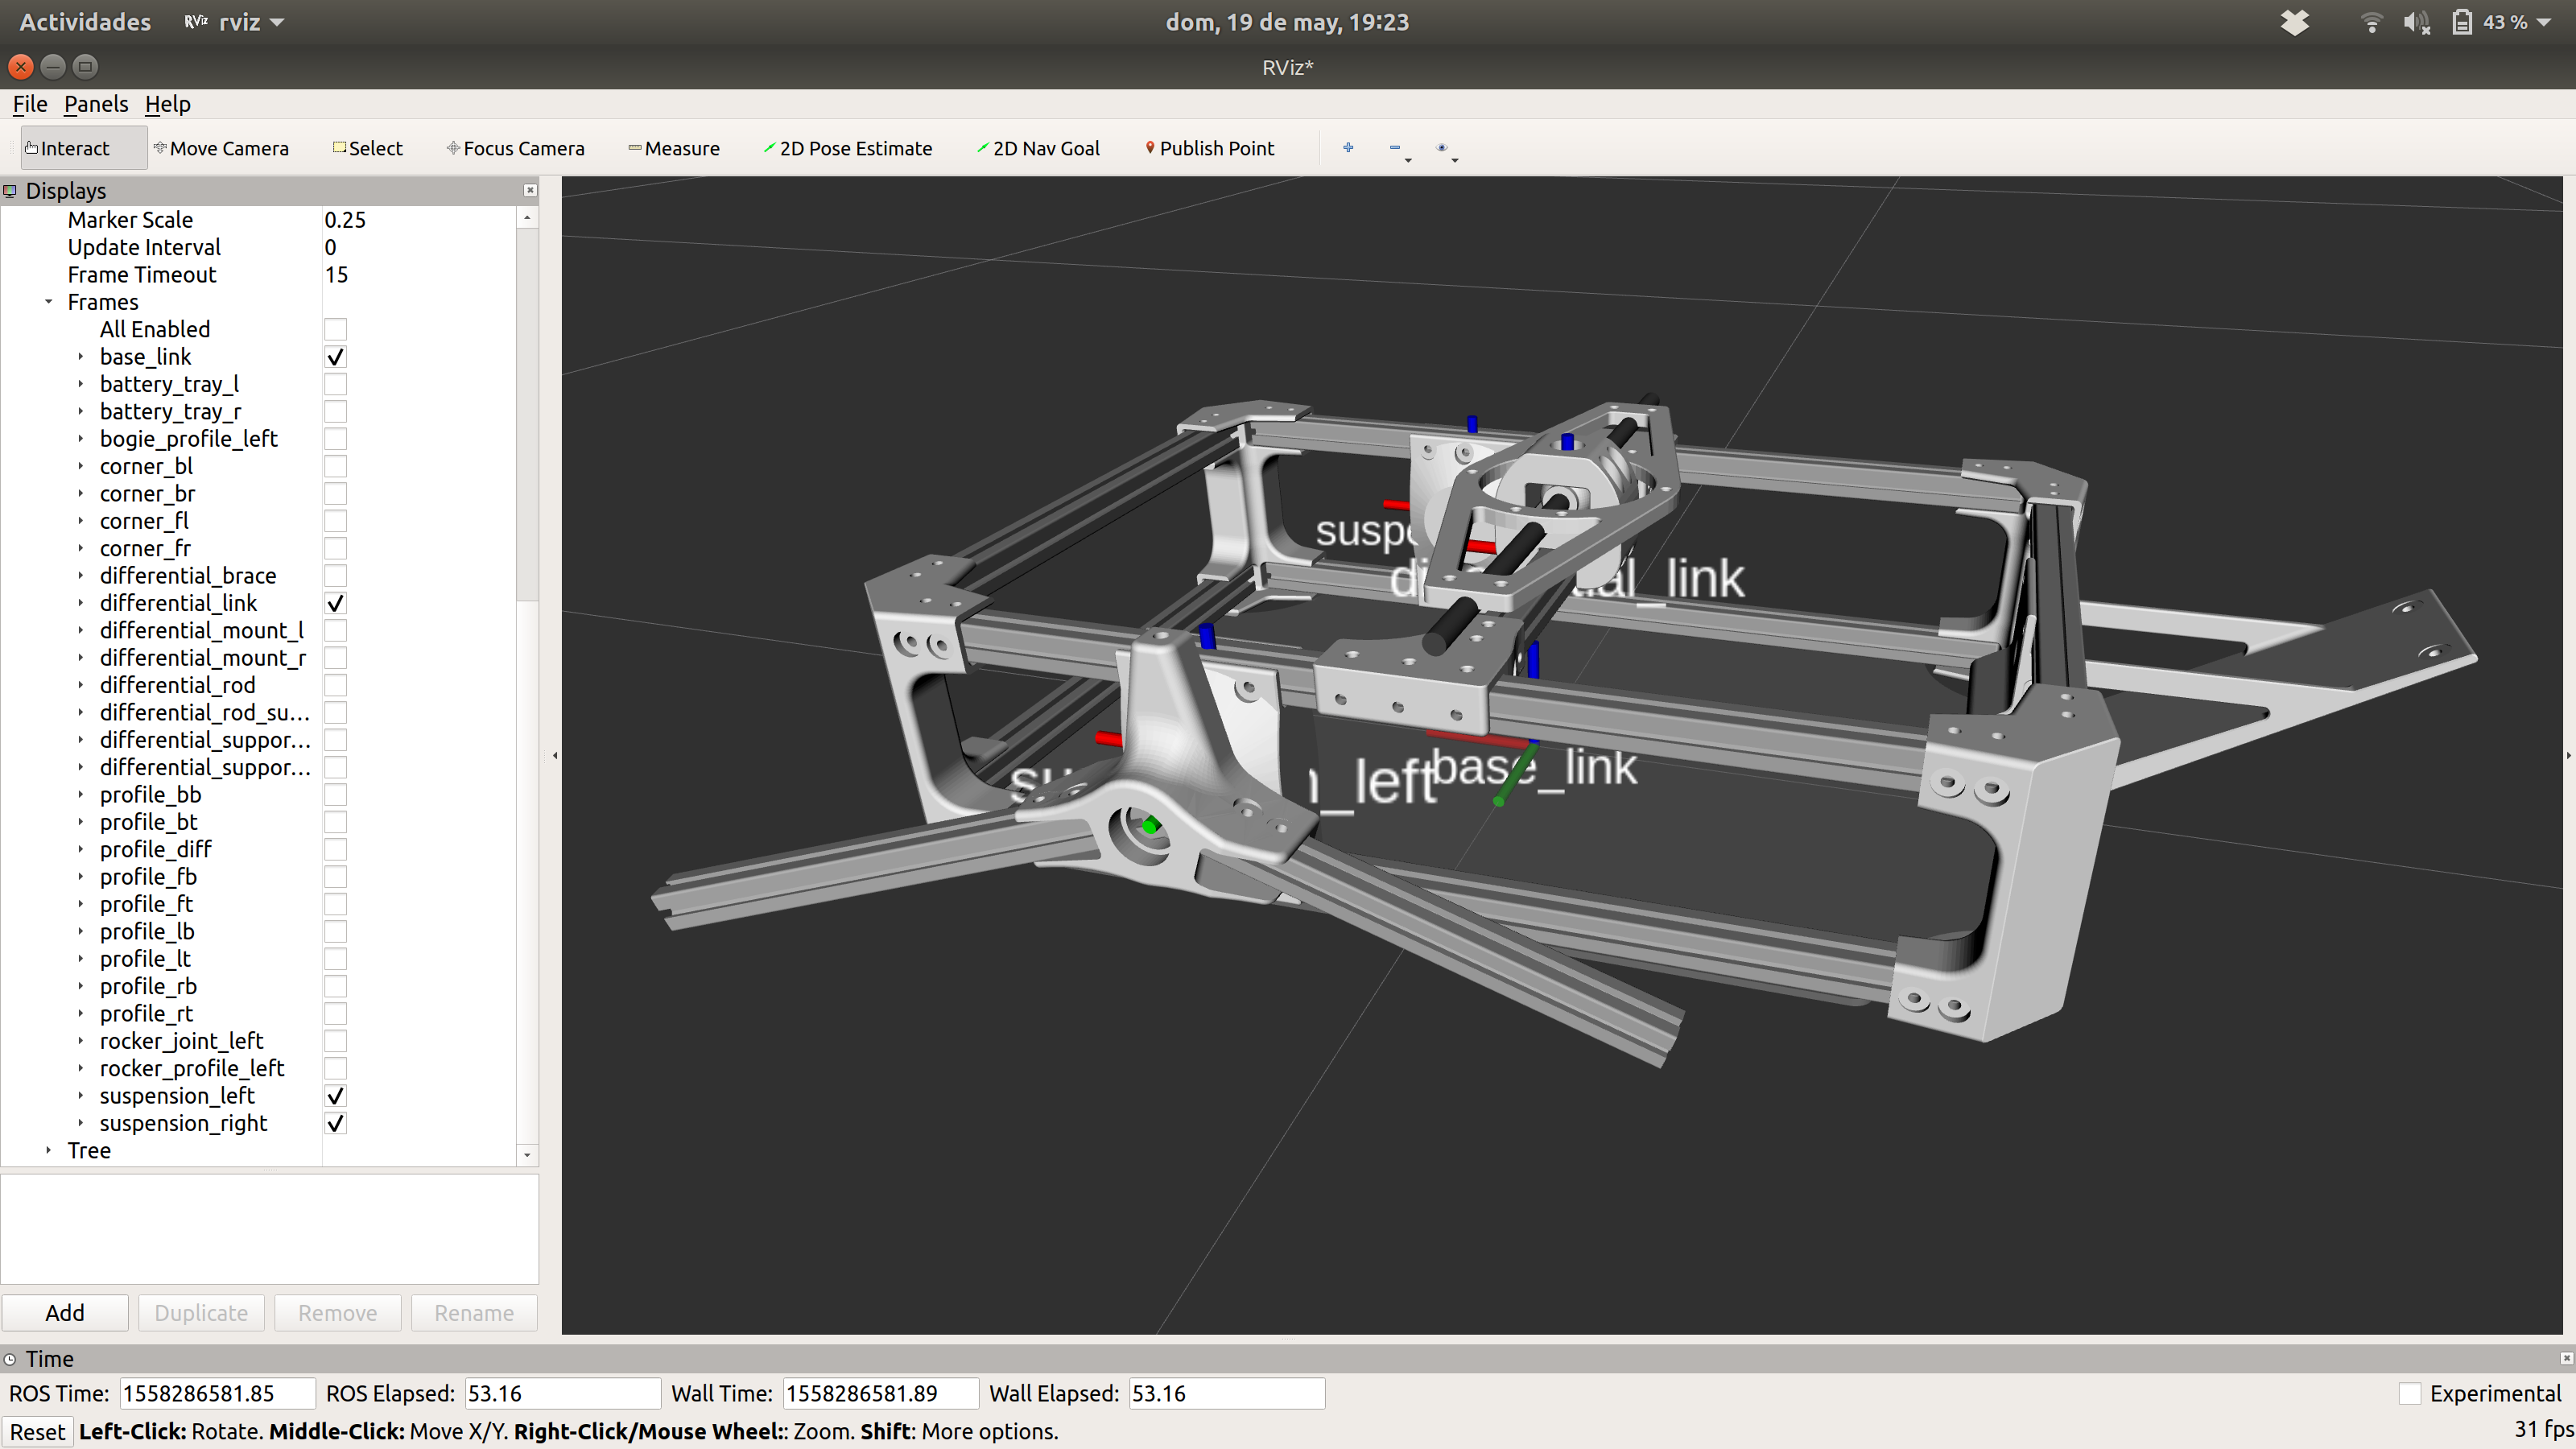 Actividades RViz rviz dom, 19 de may, 19:23 43 %
RViz*
File Panels Help
Interact Move Camera Select Focus Camera Measure 2D Pose Estimate 2D Nav Goal Publish Point
Displays
Marker Scale 0.25
Update Interval 0
Frame Timeout 15
Frames
All Enabled
base_link
battery_tray_l
battery_tray_r
bogie_profile_left
corner_bl
corner_br
corner_fl
corner_fr
differential_brace
differential_link
differential_mount_l
differential_mount_r
differential_rod
differential_rod_su...
differential_suppor...
differential_suppor...
profile_bb
profile_bt
profile_diff
profile_fb
profile_ft
profile_lb
profile_lt
profile_rb
profile_rt
rocker_joint_left
rocker_profile_left
suspension_left
suspension_right
Tree
Add Duplicate Remove Rename
suspe
di al_link
su n_left
base_link
Time
ROS Time: 1558286581.85 ROS Elapsed: 53.16 Wall Time: 1558286581.89 Wall Elapsed: 53.16 Experimental
Reset Left-Click: Rotate. Middle-Click: Move X/Y. Right-Click/Mouse Wheel:: Zoom. Shift: More options. 31 fps